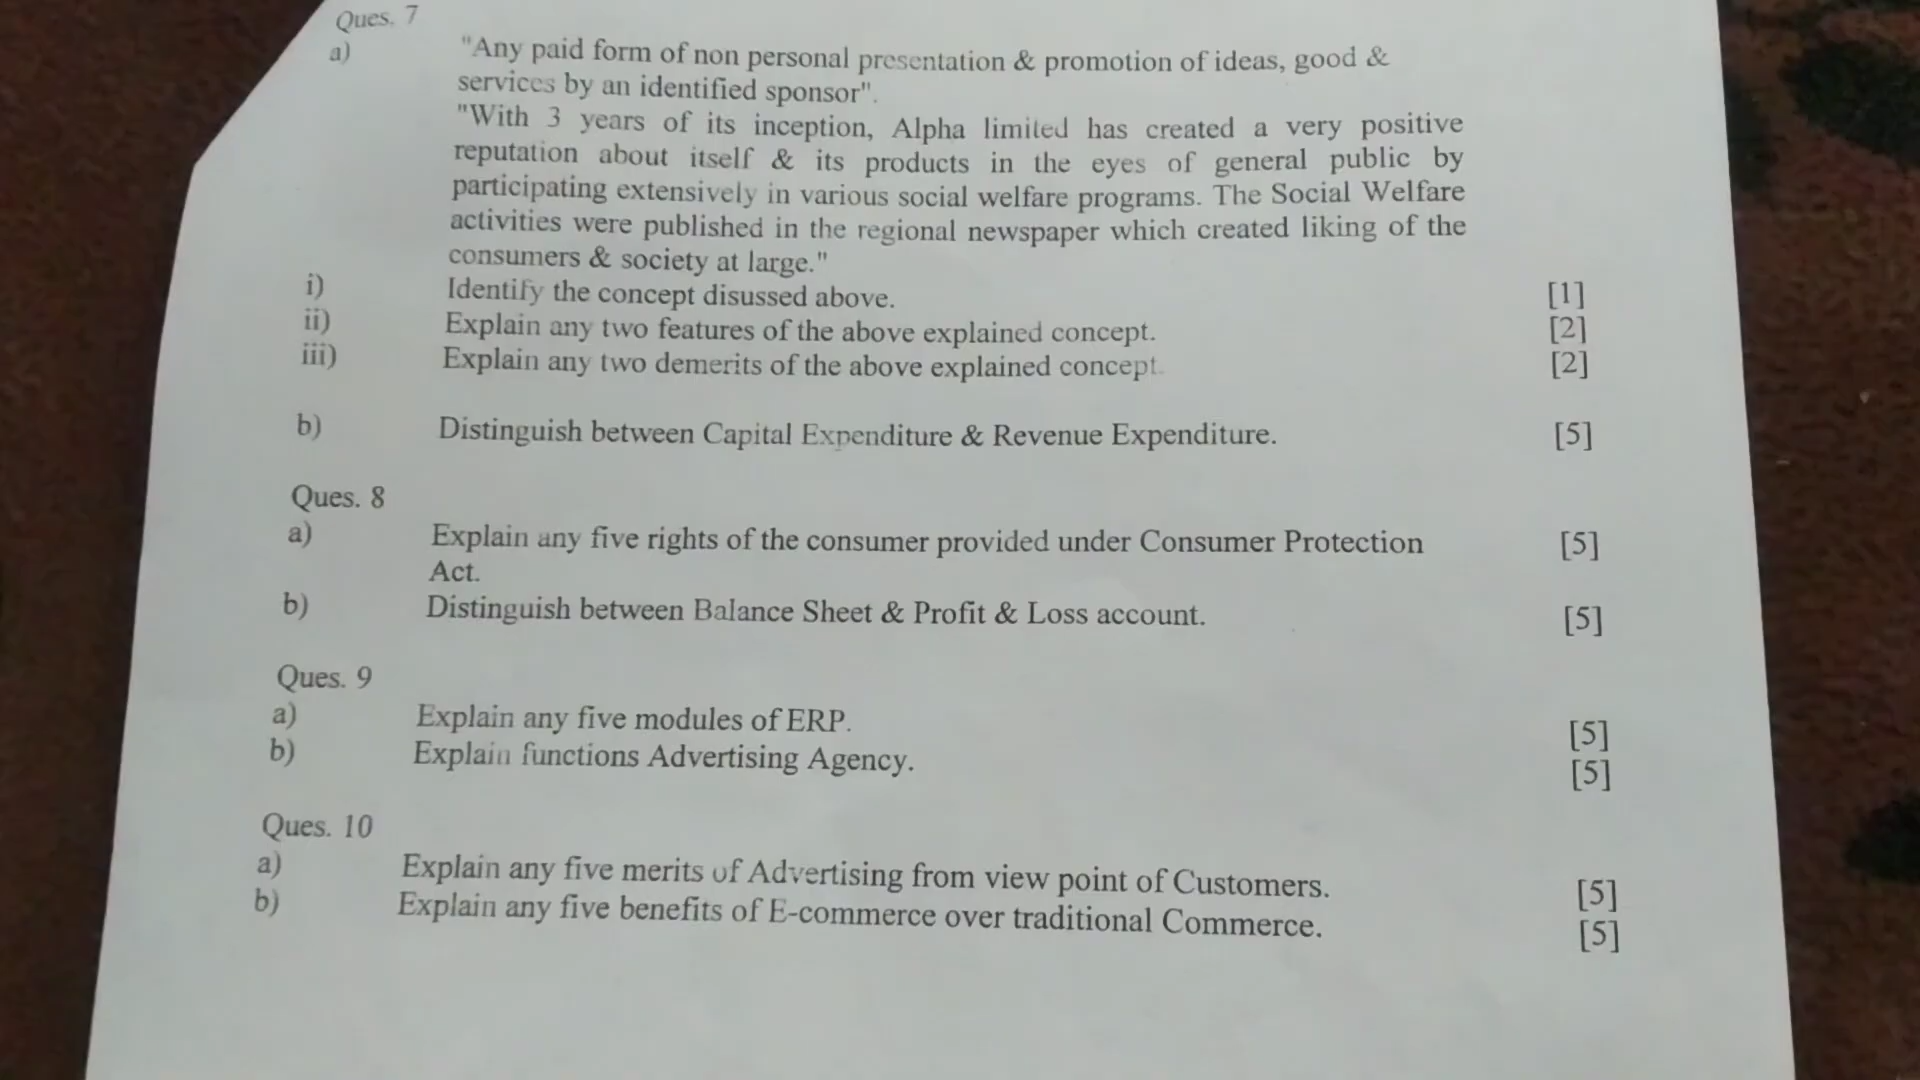 Ques. 7
a) "Any paid form of non personal presentation & promotion of ideas, good &
services by an identified sponsor".
"With 3 years of its inception, Alpha limited has created a very positive
reputation about itself & its products in the eyes of general public by
participating extensively in various social welfare programs. The Social Welfare
activities were published in the regional newspaper which created liking of the
consumers & society at large."
i) Identify the concept disussed above. [1]
ii) Explain any two features of the above explained concept. [2]
iii) Explain any two demerits of the above explained concept. [2]
b) Distinguish between Capital Expenditure & Revenue Expenditure. [5]
Ques. 8
a) Explain any five rights of the consumer provided under Consumer Protection [5]
Act.
b) Distinguish between Balance Sheet & Profit & Loss account. [5]
Ques. 9
a) Explain any five modules of ERP. [5]
b) Explain functions Advertising Agency. [5]
Ques. 10
a) Explain any five merits of Advertising from view point of Customers. [5]
b) Explain any five benefits of E-commerce over traditional Commerce. [5]